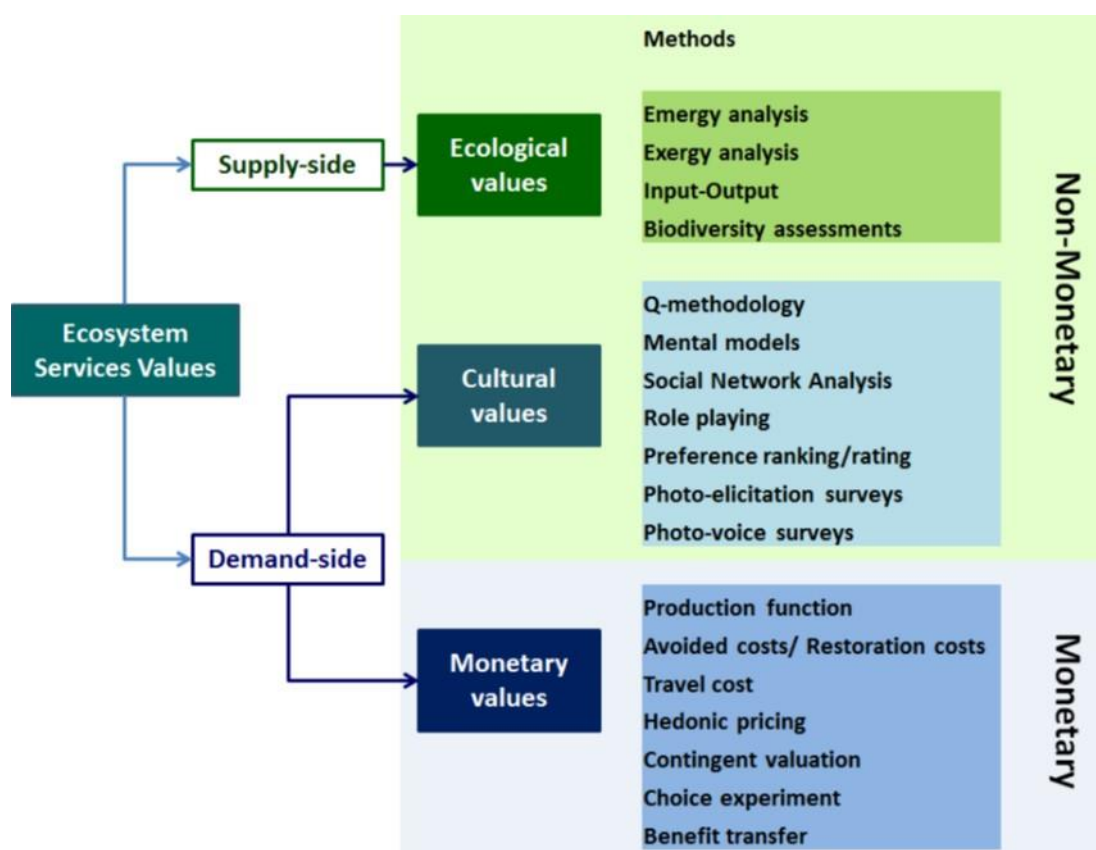 Methods
Supply-side
Ecological
values
Emergy analysis
Exergy analysis
Input-Output
Biodiversity assessments
Non-Monetary
Ecosystem
Services Values
Cultural
values
Q-methodology
Mental models
Social Network Analysis
Role playing
Preference ranking/rating
Photo-elicitation surveys
Photo-voice surveys
Demand-side
Monetary
values
Production function
Avoided costs/ Restoration costs
Travel cost
Hedonic pricing
Contingent valuation
Choice experiment
Benefit transfer
Monetary